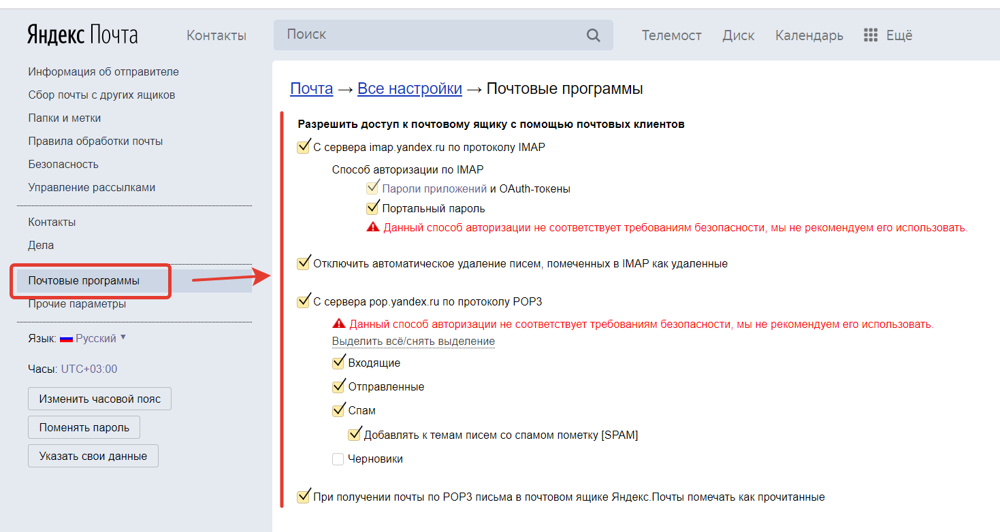 Яндекс Почта
Контакты
Поиск
Телемост
Диск
Календарь
Ещё
Информация об отправителе
Сбор почты с других ящиков
Папки и метки
Правила обработки почты
Безопасность
Управление рассылками
Контакты
Дела
Почтовые программы
Прочие параметры
Язык: Русский
Часы: UTC+03:00
Изменить часовой пояс
Поменять пароль
Указать свои данные
Почта → Все настройки → Почтовые программы
Разрешить доступ к почтовому ящику с помощью почтовых клиентов
С сервера imap.yandex.ru по протоколу IMAP
Способ авторизации по IMAP
Пароли приложений и OAuth-токены
Портальный пароль
Данный способ авторизации не соответствует требованиям безопасности, мы не рекомендуем его использовать.
Отключить автоматическое удаление писем, помеченных в IMAP как удаленные
С сервера pop.yandex.ru по протоколу POP3
Данный способ авторизации не соответствует требованиям безопасности, мы не рекомендуем его использовать.
Выделить всё/снять выделение
Входящие
Отправленные
Спам
Добавлять к темам писем со спамом пометку [SPAM]
Черновики
При получении почты по POP3 письма в почтовом ящике Яндекс.Почты помечать как прочитанные